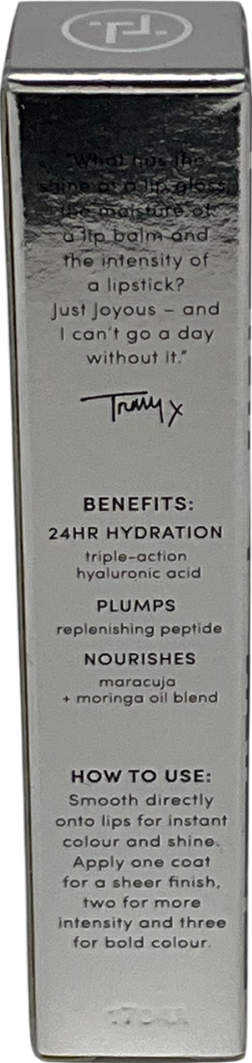 "What has the
shine of a lip gloss,
the moisture of
a lip balm and
the intensity of
a lipstick?
Just Joyous – and
I can't go a day
without it."
Trinny x
BENEFITS:
24HR HYDRATION
triple-action
hyaluronic acid
PLUMPS
replenishing peptide
NOURISHES
maracuja
+ moringa oil blend
HOW TO USE:
Smooth directly
onto lips for instant
colour and shine.
Apply one coat
for a sheer finish,
two for more
intensity and three
for bold colour.